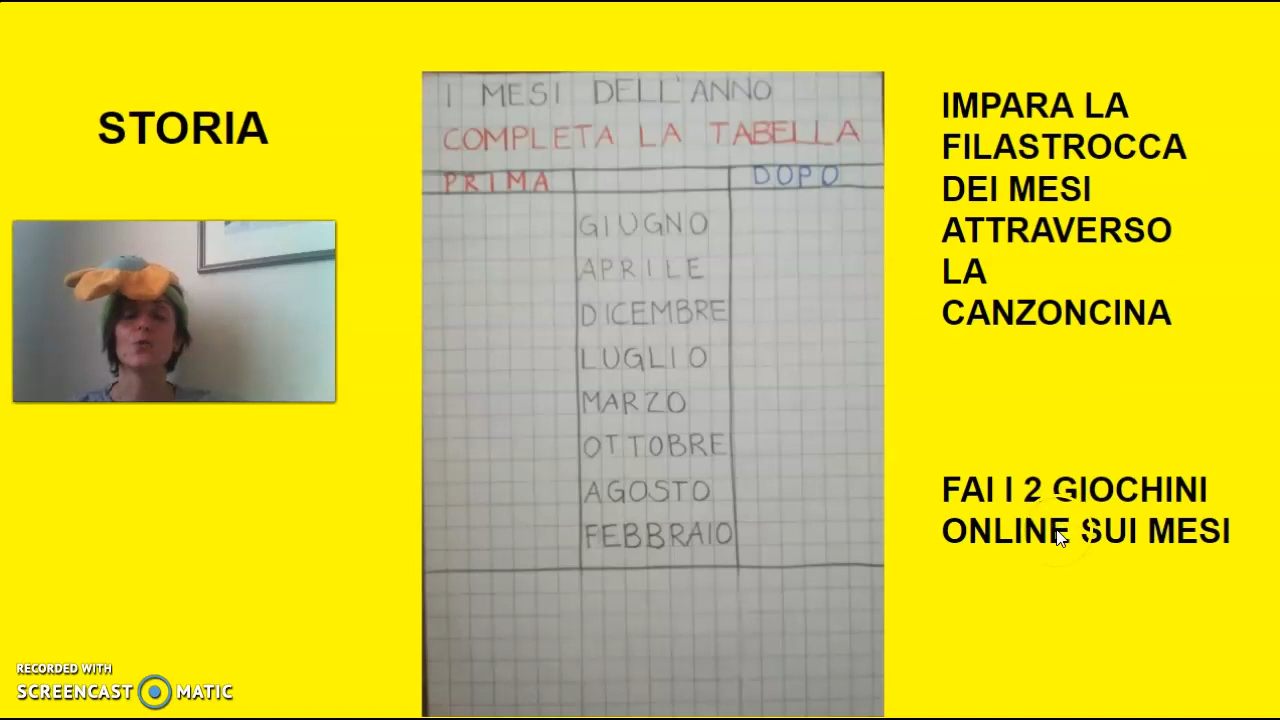 STORIA
I MESI DELL'ANNO
COMPLETA LA TABELLA
PRIMA DOPO
GIUGNO
APRILE
DICEMBRE
LUGLIO
MARZO
OTTOBRE
AGOSTO
FEBBRAIO
IMPARA LA
FILASTROCCA
DEI MESI
ATTRAVERSO
LA
CANZONCINA
FAI I 2 GIOCHINI
ONLINE SUI MESI
RECORDED WITH
SCREENCAST MATIC